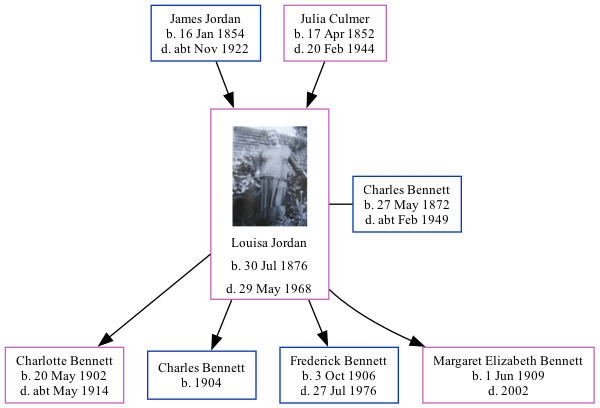 James Jordan
b. 16 Jan 1854
d. abt Nov 1922
Julia Culmer
b. 17 Apr 1852
d. 20 Feb 1944
Louisa Jordan
b. 30 Jul 1876
d. 29 May 1968
Charles Bennett
b. 27 May 1872
d. abt Feb 1949
Charlotte Bennett
b. 20 May 1902
d. abt May 1914
Charles Bennett
b. 1904
Frederick Bennett
b. 3 Oct 1906
d. 27 Jul 1976
Margaret Elizabeth Bennett
b. 1 Jun 1909
d. 2002